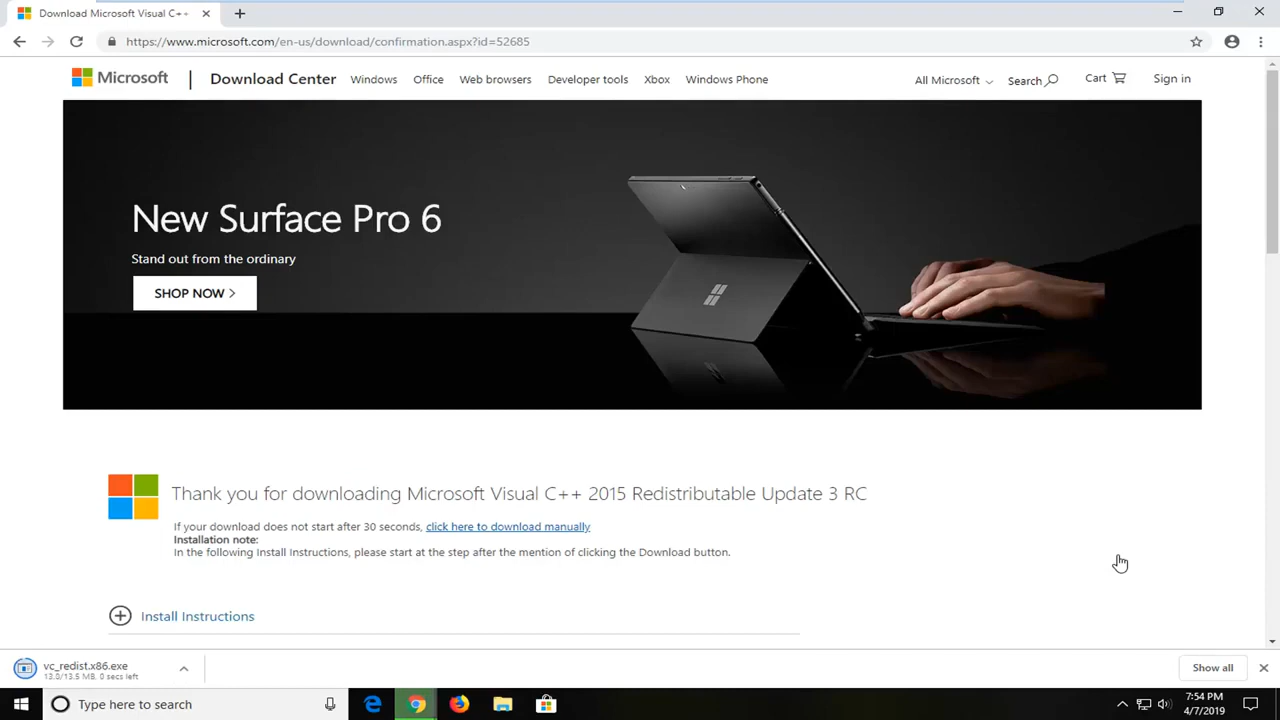 Download Microsoft Visual C++
https://www.microsoft.com/en-us/download/confirmation.aspx?id=52685
Microsoft | Download Center Windows Office Web browsers Developer tools Xbox Windows Phone All Microsoft Search Cart Sign in
New Surface Pro 6
Stand out from the ordinary
SHOP NOW >
Thank you for downloading Microsoft Visual C++ 2015 Redistributable Update 3 RC
If your download does not start after 30 seconds, click here to download manually
Installation note:
In the following Install Instructions, please start at the step after the mention of clicking the Download button.
Install Instructions
vc_redist.x86.exe
13.0/13.5 MB, 0 secs left
Show all
Type here to search
7:54 PM
4/7/2019